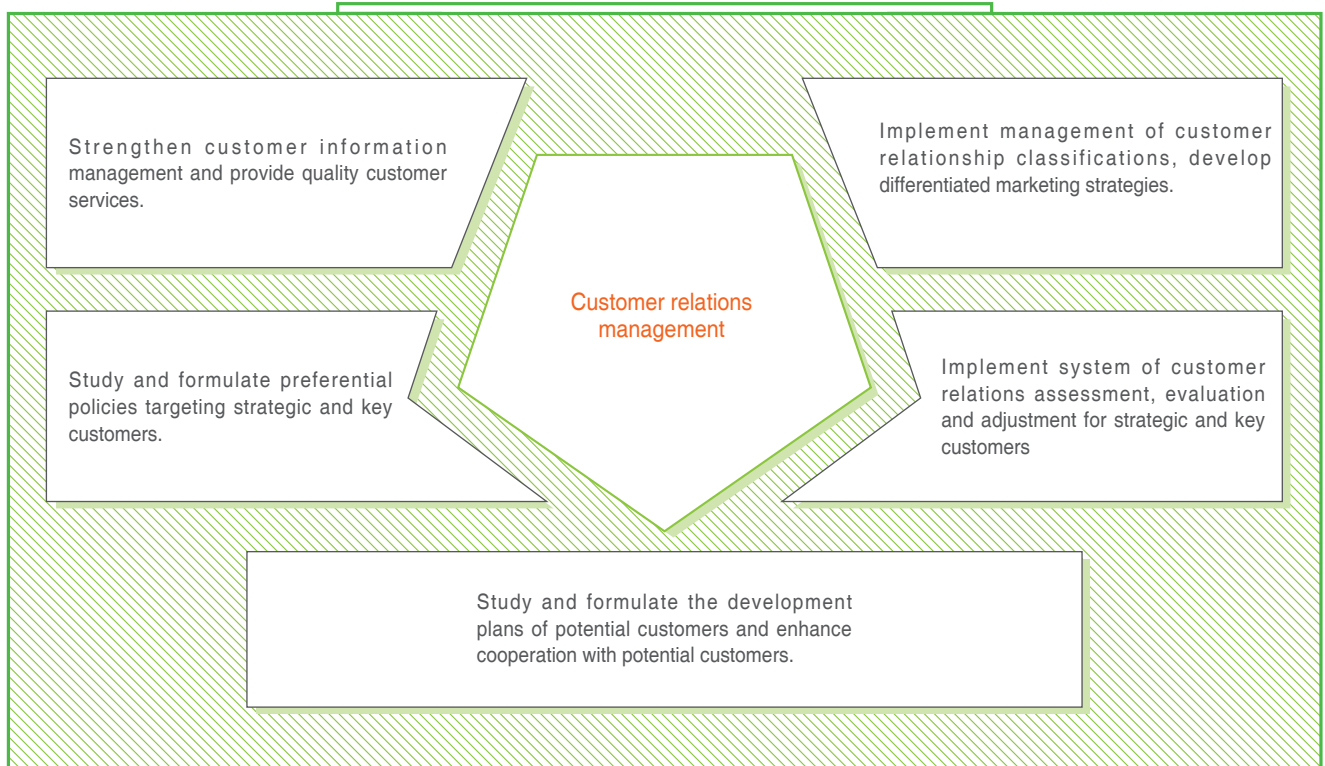 Strengthen customer information
management and provide quality customer
services.
Implement management of customer
relationship classifications, develop
differentiated marketing strategies.
Customer relations
management
Study and formulate preferential
policies targeting strategic and key
customers.
Implement system of customer
relations assessment, evaluation
and adjustment for strategic and key
customers
Study and formulate the development
plans of potential customers and enhance
cooperation with potential customers.